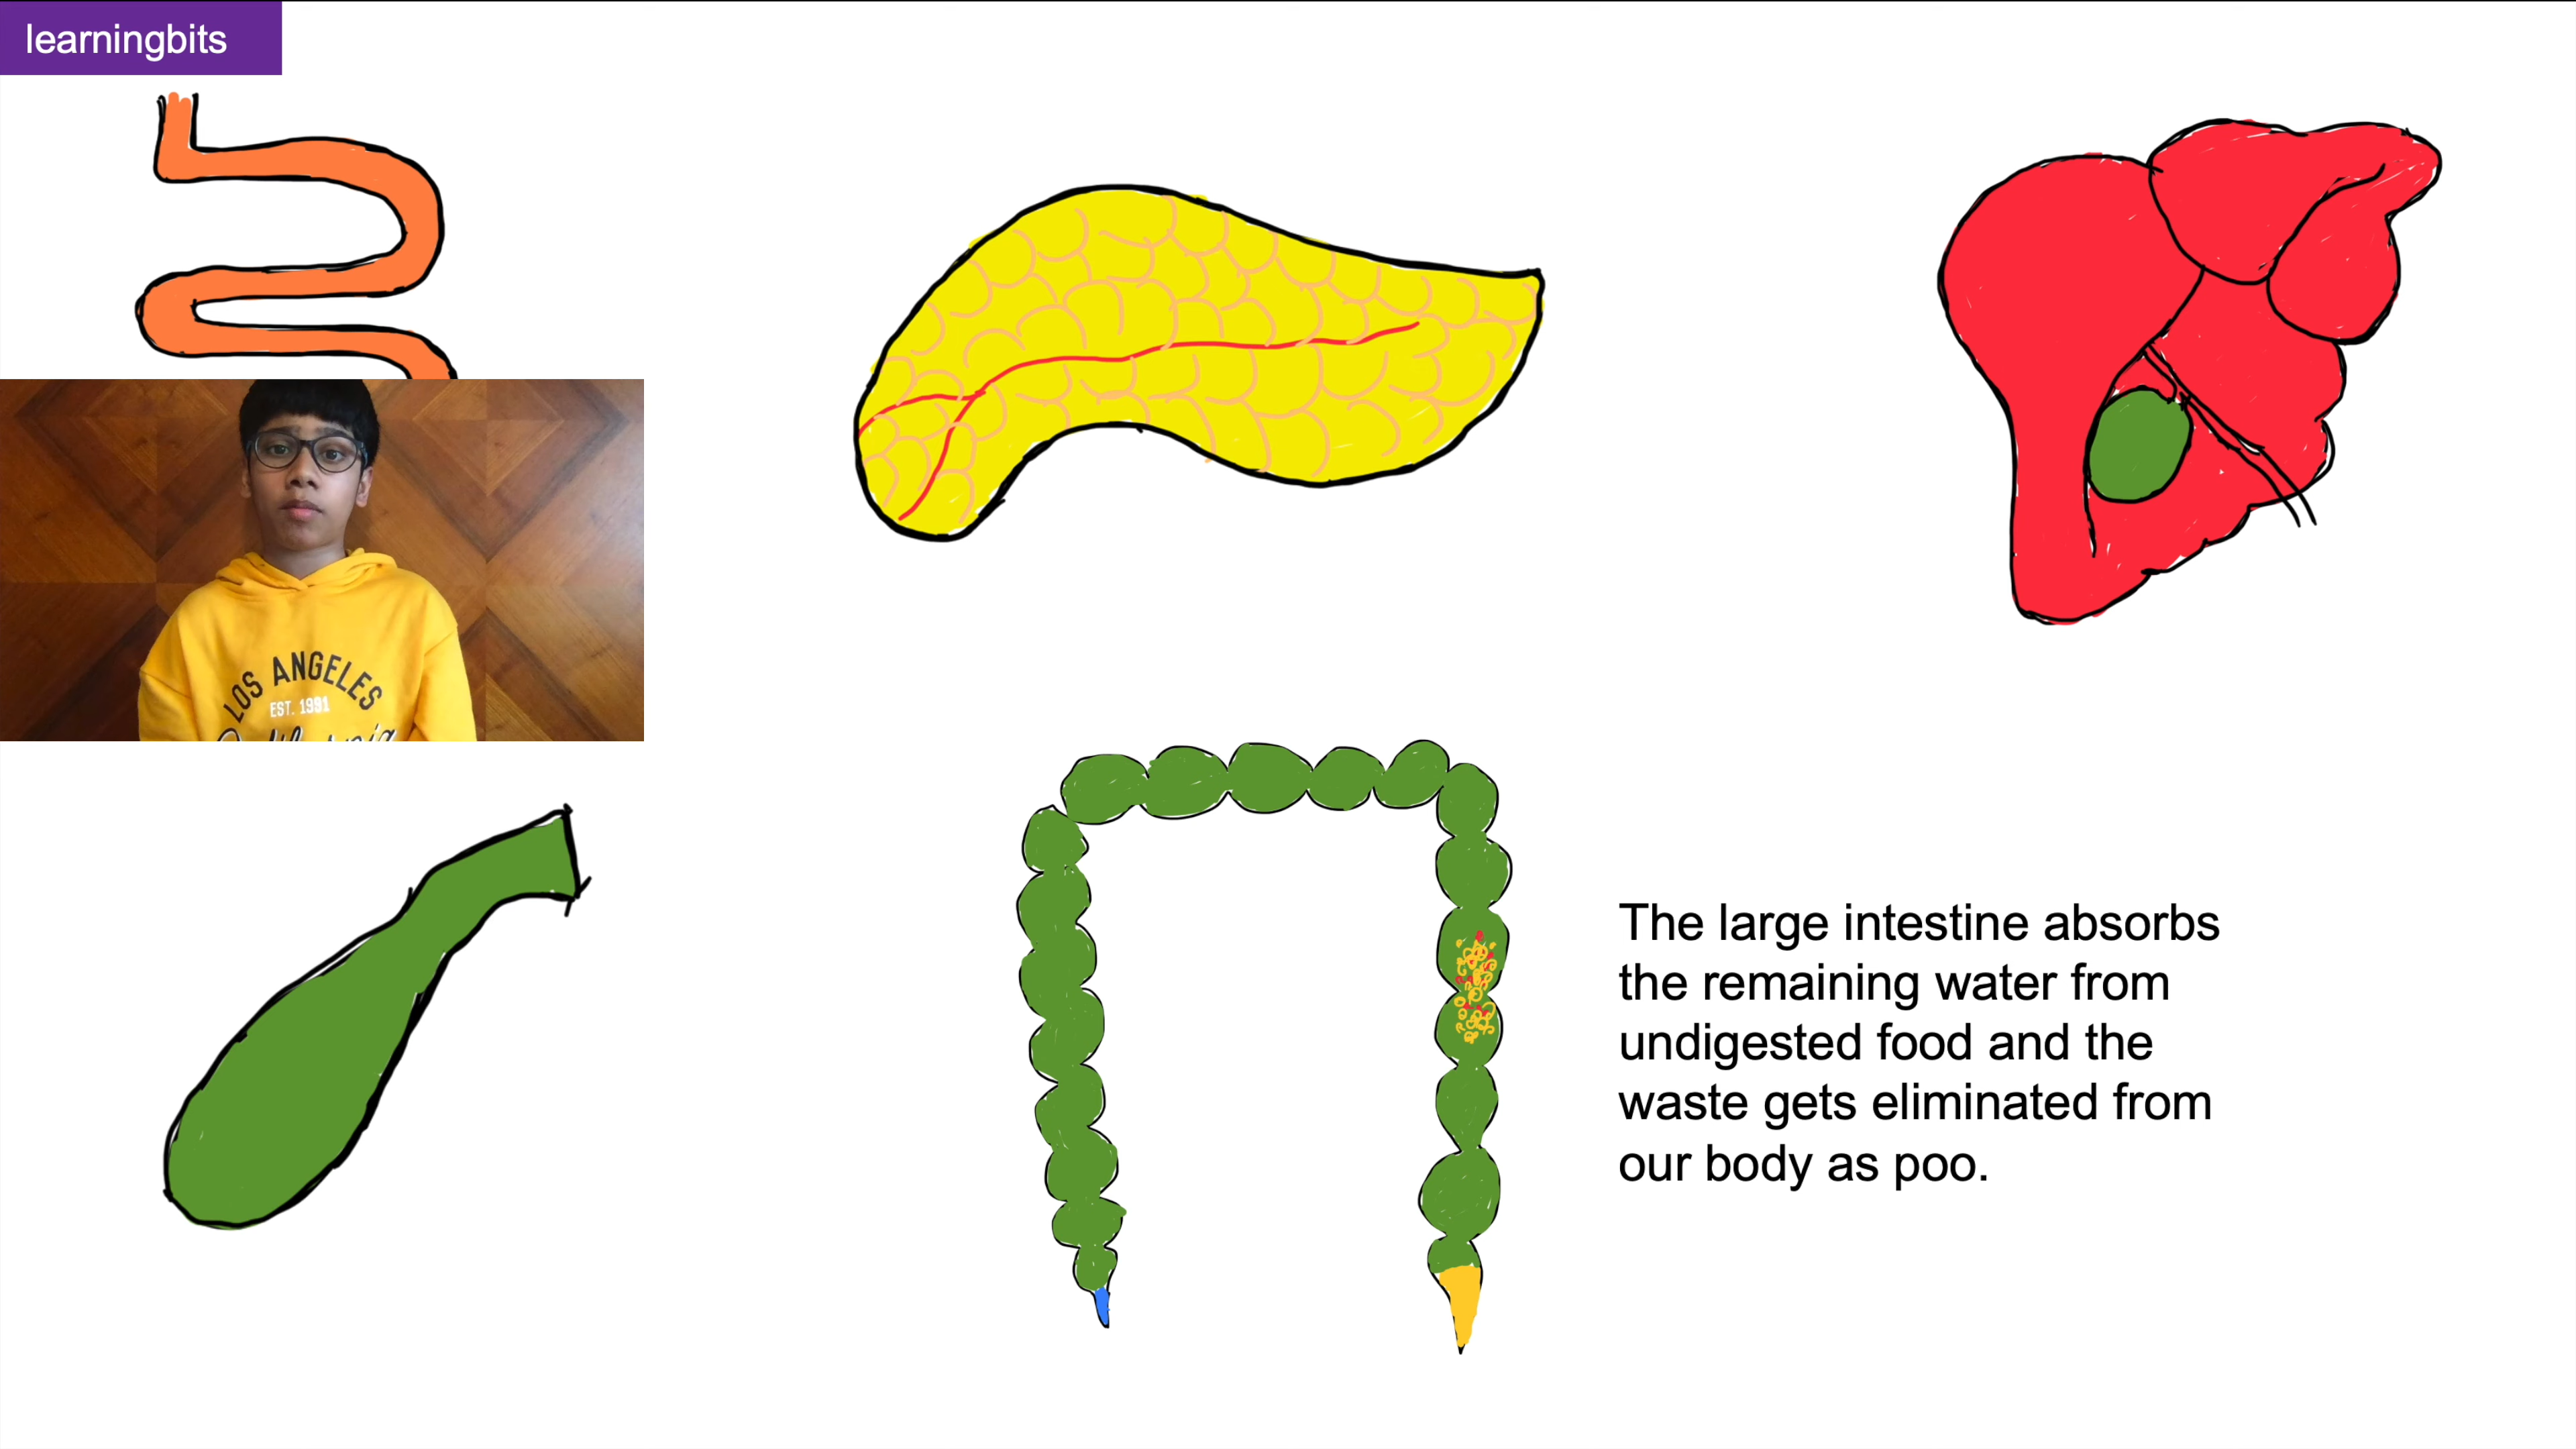 learningbits
LOS ANGELES
EST. 1991
The large intestine absorbs
the remaining water from
undigested food and the
waste gets eliminated from
our body as poo.